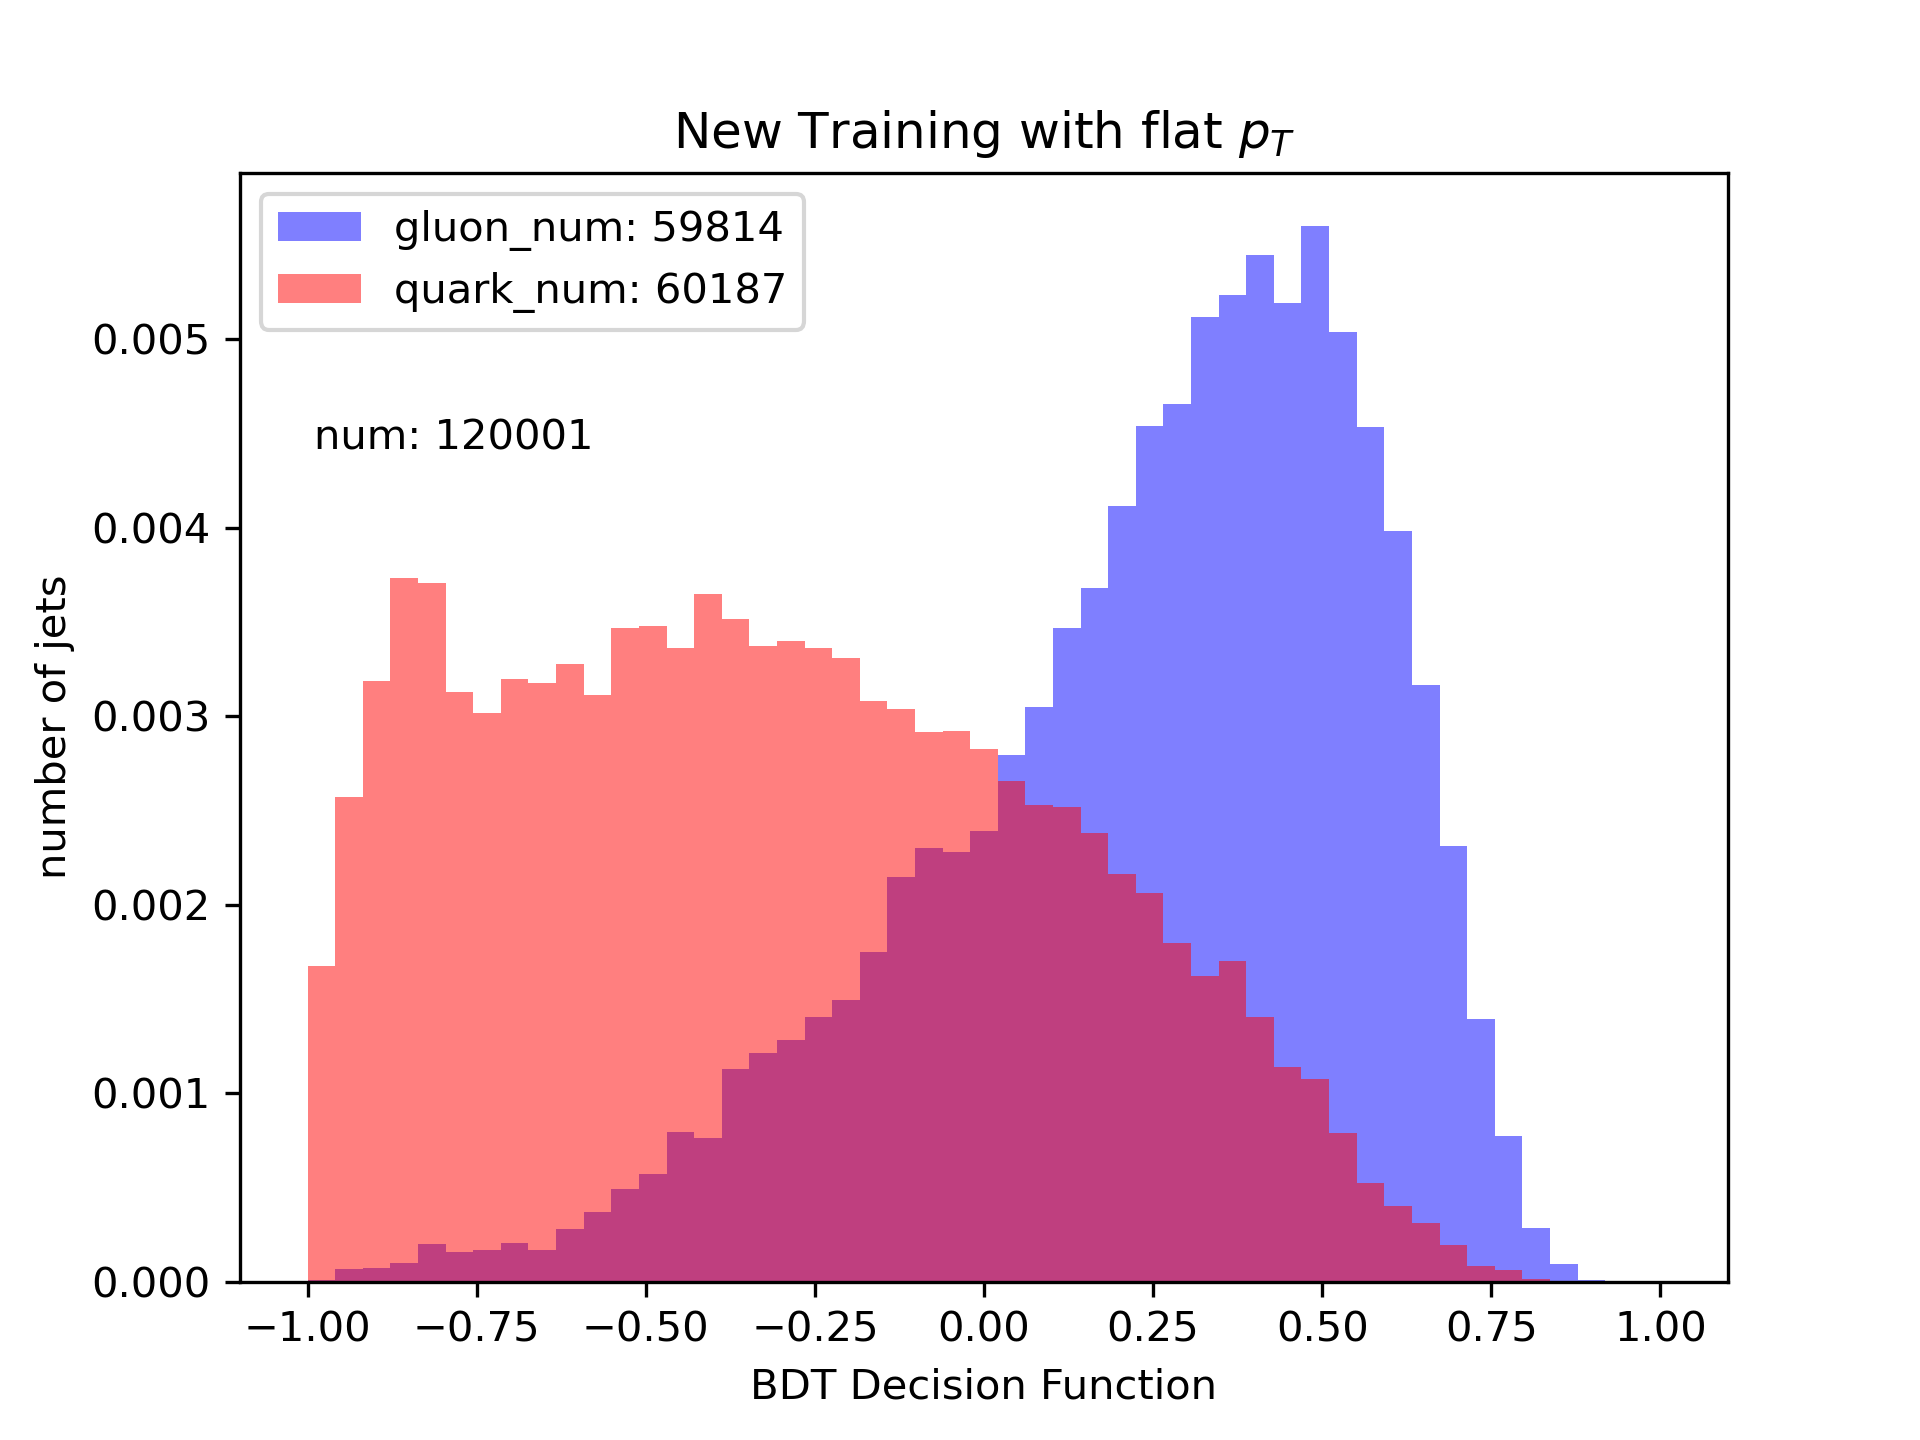 New Training with flat $p_T$
gluon_num: 59814
quark_num: 60187
num: 120001
number of jets
0.005
0.004
0.003
0.002
0.001
0.000
−1.00 −0.75 −0.50 −0.25 0.00 0.25 0.50 0.75 1.00
BDT Decision Function